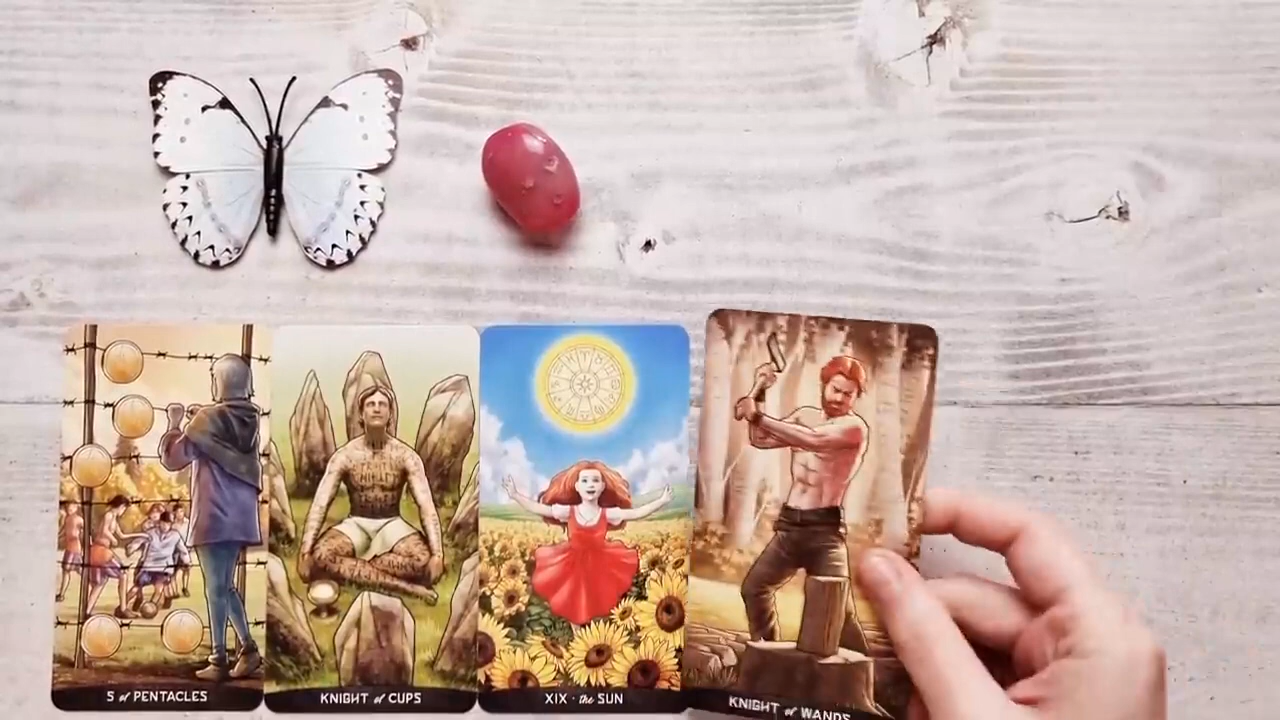 5 of PENTACLES
KNIGHT of CUPS
XIX · the SUN
KNIGHT of WANDS